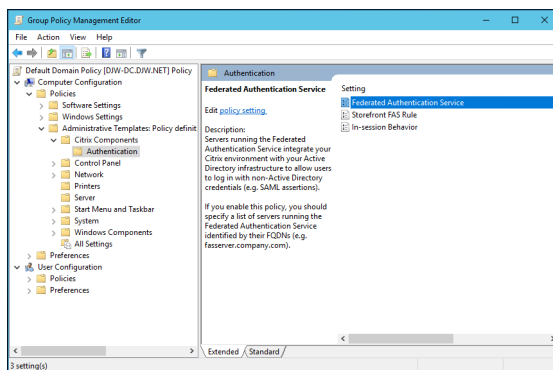 Group Policy Management Editor
File Action View Help
Default Domain Policy [DJW-DC.DJW.NET] Policy
Computer Configuration
Policies
Software Settings
Windows Settings
Administrative Templates: Policy definit
Citrix Components
Authentication
Control Panel
Network
Printers
Server
Start Menu and Taskbar
System
Windows Components
All Settings
Preferences
User Configuration
Policies
Preferences
Authentication
Federated Authentication Service
Edit policy setting.
Description:
Servers running the Federated
Authentication Service integrate your
Citrix environment with your Active
Directory infrastructure to allow users
to log in with non-Active Directory
credentials (e.g. SAML assertions).
If you enable this policy, you should
specify a list of servers running the
Federated Authentication Service
identified by their FQDNs (e.g.
fasserver.company.com).
Setting
Federated Authentication Service
Storefront FAS Rule
In-session Behavior
Extended Standard
3 setting(s)